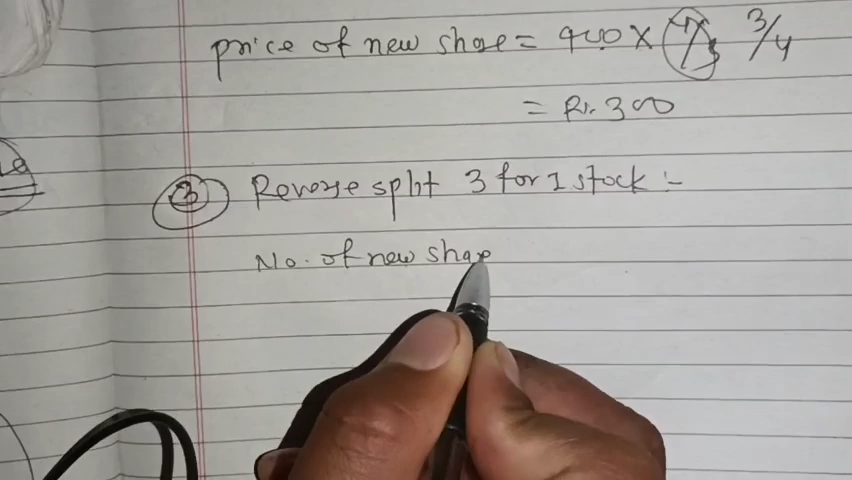 price of new share = 400 × 3/4
= Rs. 300
3 Reverse split 3 for 1 stock :-
No. of new shar